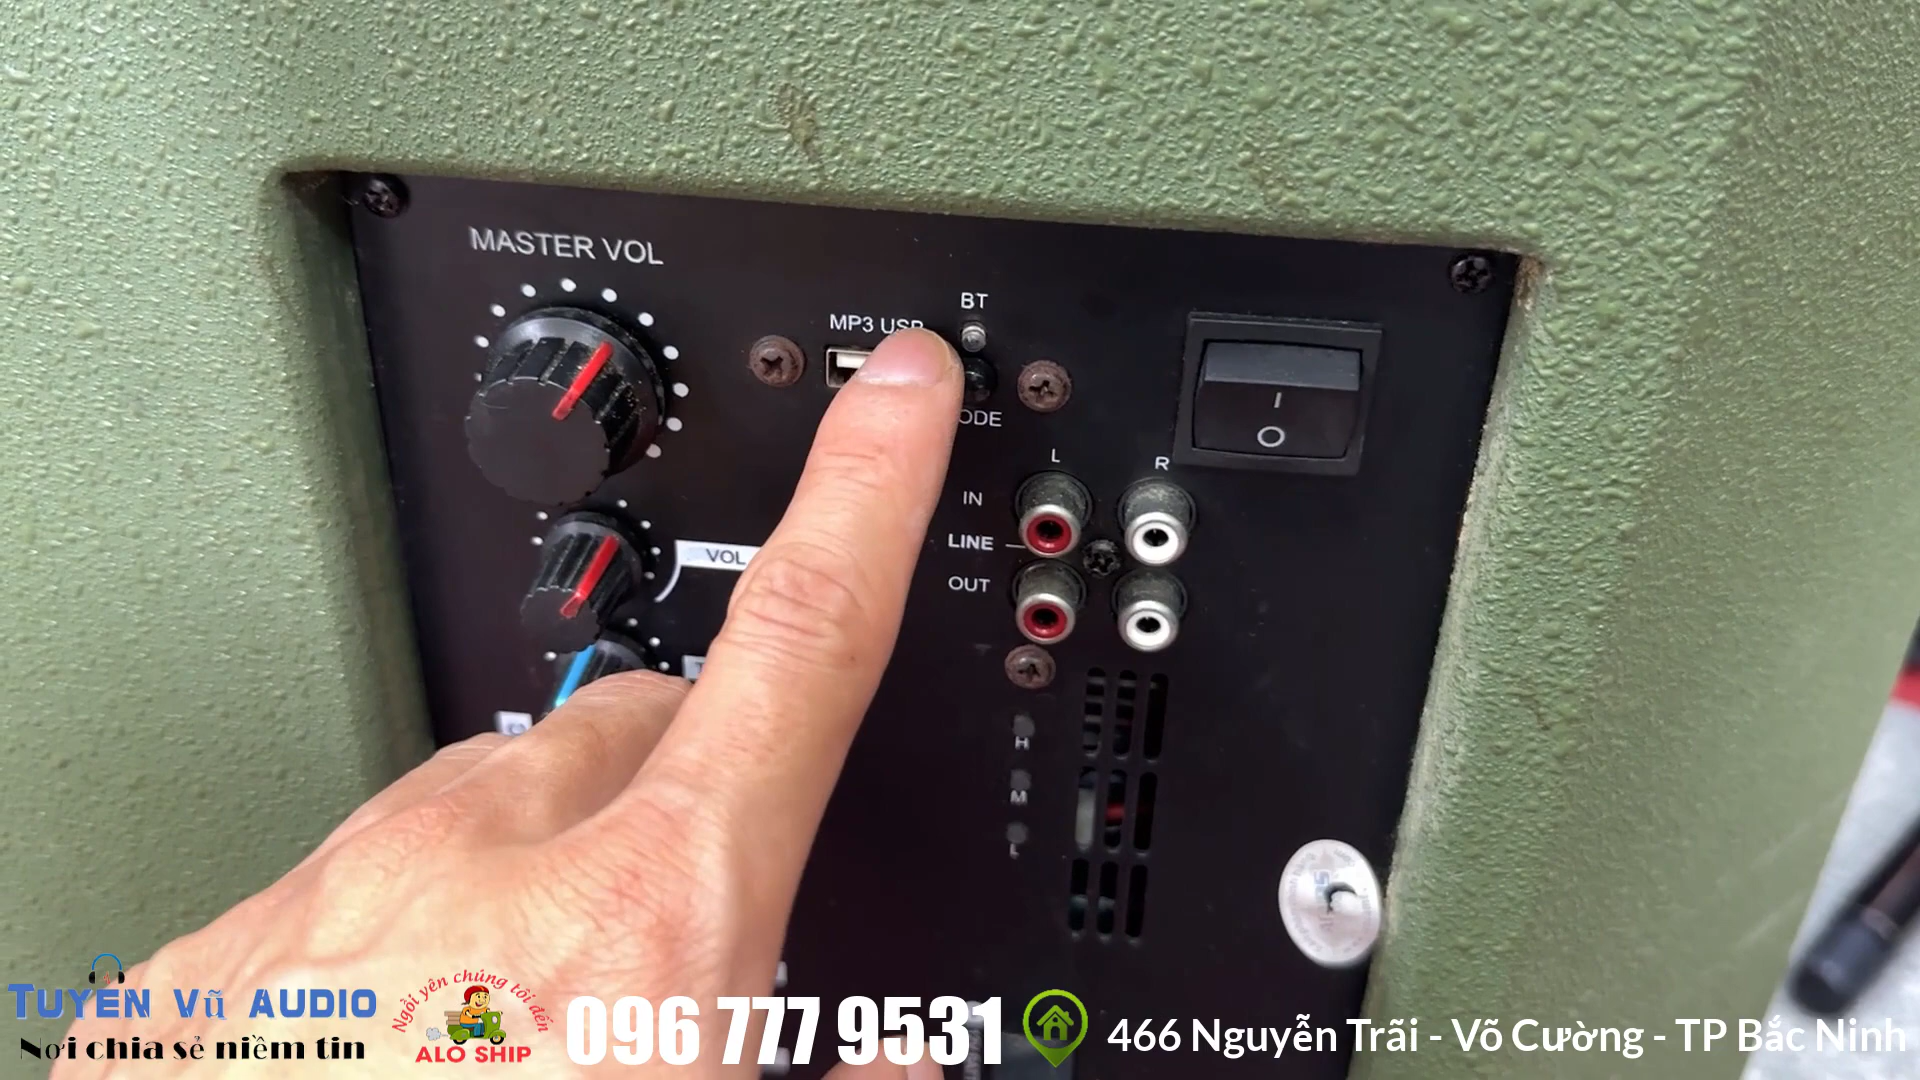 MASTER VOL
BT
MP3 USB
ODE
I
O
L
R
IN
VOL
LINE
OUT
H
M
L
TUYÊN VŨ AUDIO
Nơi chia sẻ niềm tin
Ngồi yên chúng tôi đến
ALO SHIP
096 777 9531
466 Nguyễn Trãi - Võ Cường - TP Bắc Ninh